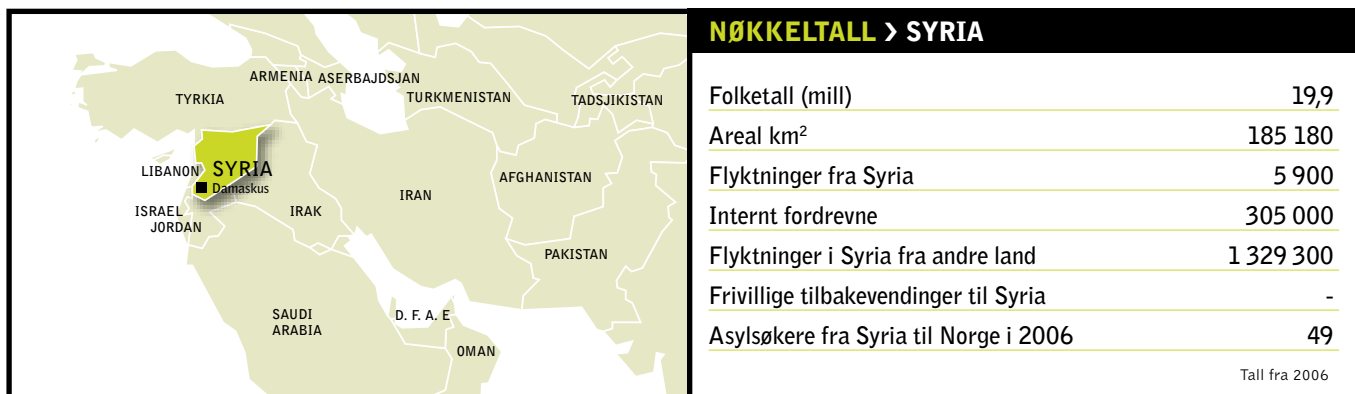 ARMENIA ASERBAJDSJAN
TYRKIA
TURKMENISTAN
TADSJIKISTAN
LIBANON
SYRIA
Damaskus
AFGHANISTAN
IRAN
ISRAEL
IRAK
JORDAN
PAKISTAN
SAUDI
ARABIA
D. F. A. E
OMAN
NØKKELTALL › SYRIA
Folketall (mill) 19,9
Areal km² 185 180
Flyktninger fra Syria 5 900
Internt fordrevne 305 000
Flyktninger i Syria fra andre land 1 329 300
Frivillige tilbakevendinger til Syria -
Asylsøkere fra Syria til Norge i 2006 49
Tall fra 2006